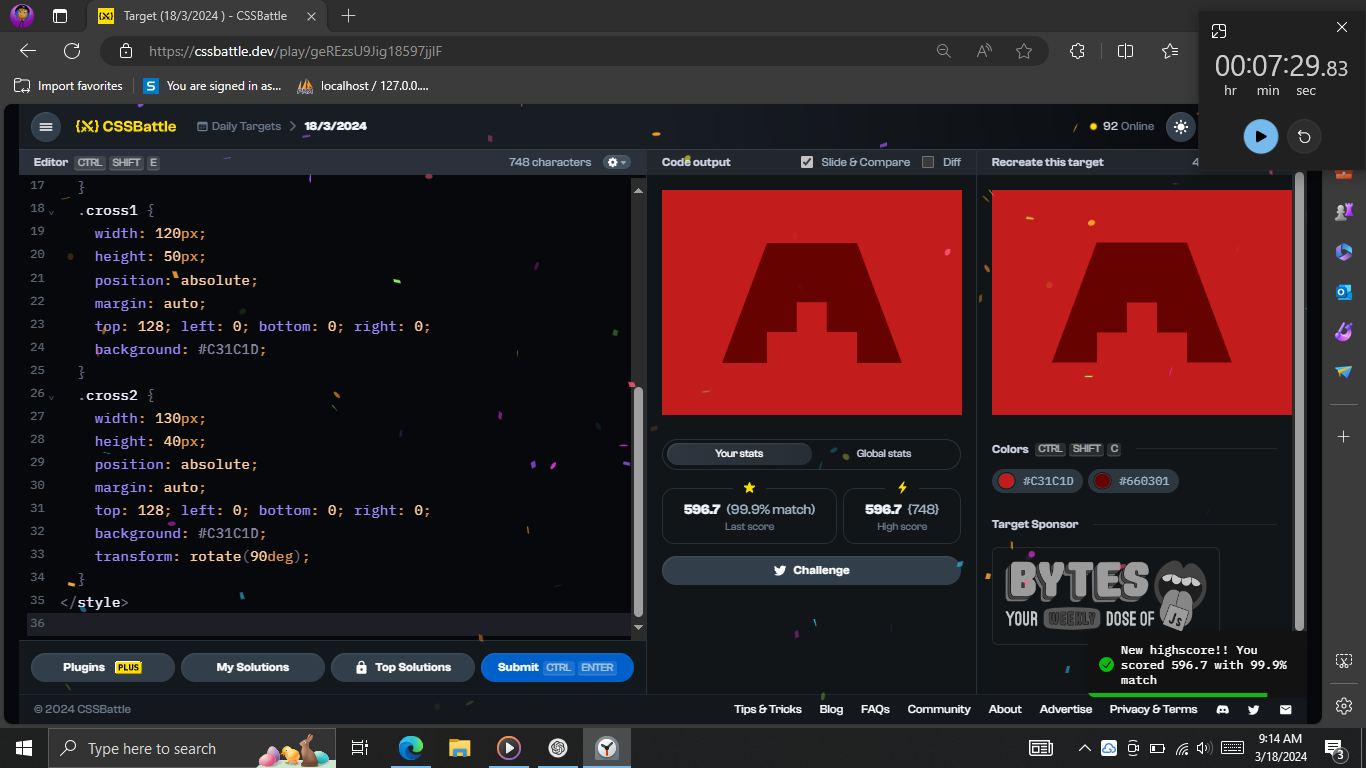 Target (18/3/2024 ) - CSSBattle
https://cssbattle.dev/play/geREzsU9Jig18597jjIF
Import favorites
You are signed in as...
localhost / 127.0.0....
00:07:29.83
hr min sec
CSSBattle
Daily Targets
18/3/2024
92 Online
Editor CTRL SHIFT E
748 characters
Code output
Slide & Compare
Diff
Recreate this target
17 }
18 .cross1 {
19 width: 120px;
20 height: 50px;
21 position: absolute;
22 margin: auto;
23 top: 128; left: 0; bottom: 0; right: 0;
24 background: #C31C1D;
25 }
26 .cross2 {
27 width: 130px;
28 height: 40px;
29 position: absolute;
30 margin: auto;
31 top: 128; left: 0; bottom: 0; right: 0;
32 background: #C31C1D;
33 transform: rotate(90deg);
34 }
35 </style>
36
Your stats
Global stats
596.7 (99.9% match)
Last score
596.7 {748}
High score
Challenge
Colors CTRL SHIFT C
#C31C1D
#660301
Target Sponsor
BYTES
YOUR WEEKLY DOSE OF JS
New highscore!! You
scored 596.7 with 99.9%
match
Plugins PLUS
My Solutions
Top Solutions
Submit CTRL ENTER
© 2024 CSSBattle
Tips & Tricks
Blog
FAQs
Community
About
Advertise
Privacy & Terms
Type here to search
9:14 AM
3/18/2024
3